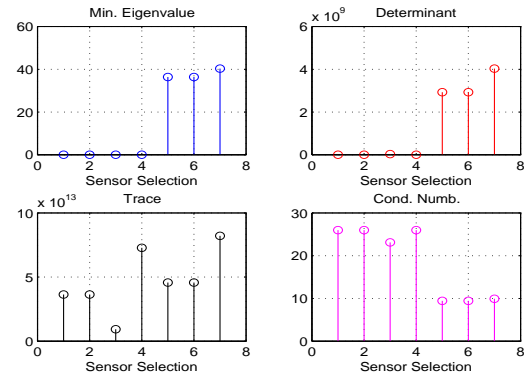 Min. Eigenvalue
60
40
20
0
0 2 4 6 8
Sensor Selection
Determinant
x 10^9
6
4
2
0
0 2 4 6 8
Sensor Selection
Trace
x 10^13
10
5
0
0 2 4 6 8
Sensor Selection
Cond. Numb.
30
20
10
0
0 2 4 6 8
Sensor Selection